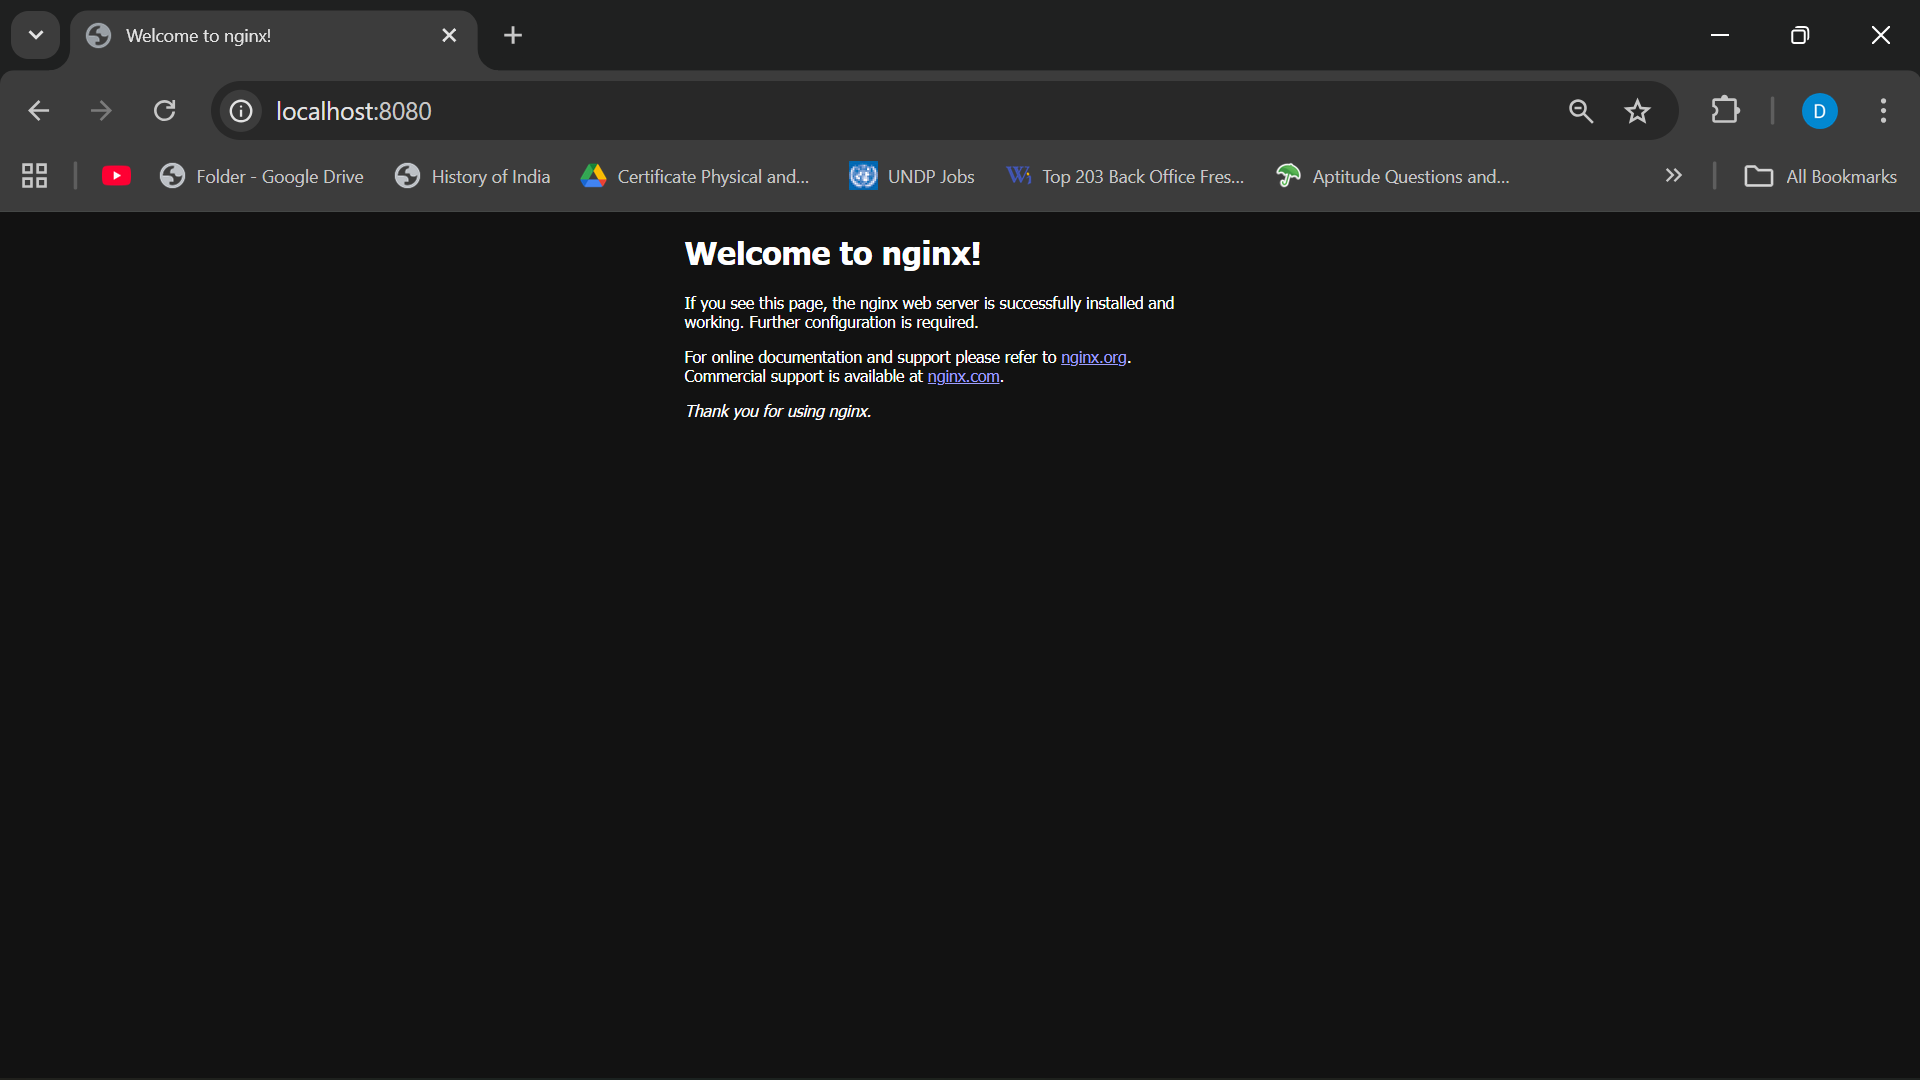 Welcome to nginx!
localhost:8080
D
Folder - Google Drive
History of India
Certificate Physical and...
UNDP Jobs
Top 203 Back Office Fres...
Aptitude Questions and...
All Bookmarks
Welcome to nginx!
If you see this page, the nginx web server is successfully installed and
working. Further configuration is required.
For online documentation and support please refer to nginx.org.
Commercial support is available at nginx.com.
Thank you for using nginx.